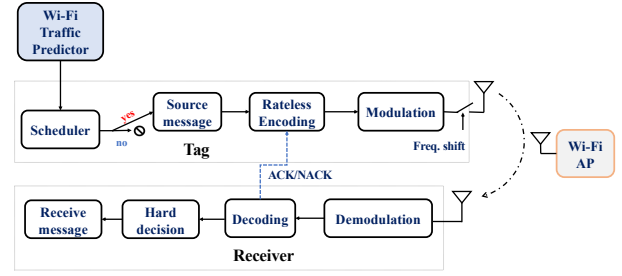 Wi-Fi
Traffic
Predictor
Scheduler
yes
no
Source
message
Rateless
Encoding
Modulation
Tag
Freq. shift
Wi-Fi
AP
ACK/NACK
Receive
message
Hard
decision
Decoding
Demodulation
Receiver